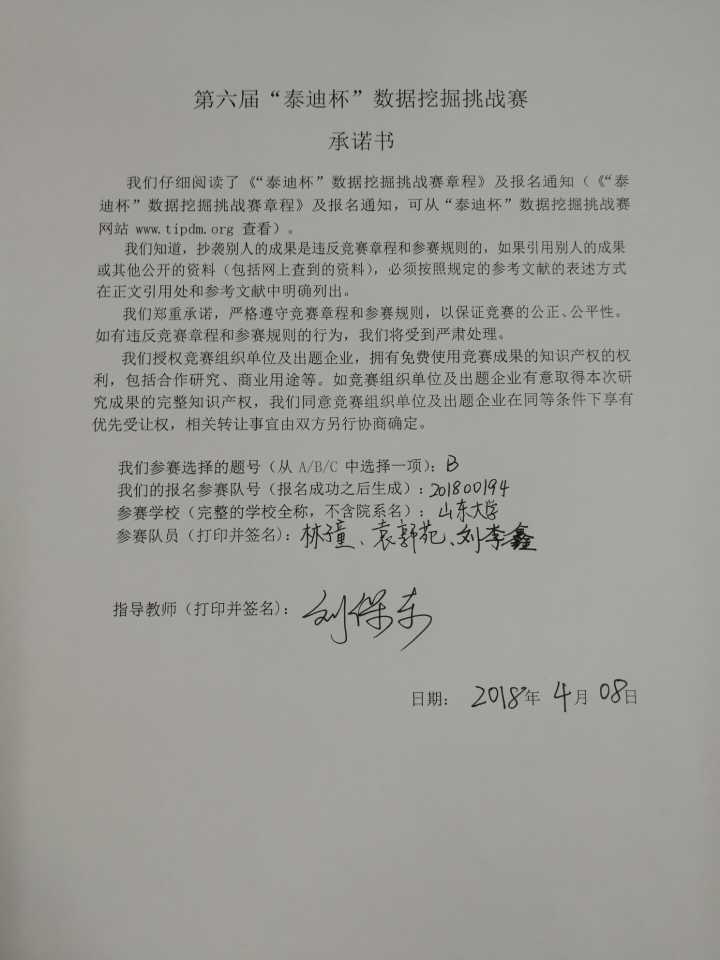 第六届“泰迪杯”数据挖掘挑战赛
承诺书
我们仔细阅读了《“泰迪杯”数据挖掘挑战赛章程》及报名通知（《“泰
迪杯”数据挖掘挑战赛章程》及报名通知，可从“泰迪杯”数据挖掘挑战赛
网站 www.tipdm.org 查看）。
我们知道，抄袭别人的成果是违反竞赛章程和参赛规则的，如果引用别人的成果
或其他公开的资料（包括网上查到的资料），必须按照规定的参考文献的表述方式
在正文引用处和参考文献中明确列出。
我们郑重承诺，严格遵守竞赛章程和参赛规则，以保证竞赛的公正、公平性。
如有违反竞赛章程和参赛规则的行为，我们将受到严肃处理。
我们授权竞赛组织单位及出题企业，拥有免费使用竞赛成果的知识产权的权
利，包括合作研究、商业用途等。如竞赛组织单位及出题企业有意取得本次研
究成果的完整知识产权，我们同意竞赛组织单位及出题企业在同等条件下享有
优先受让权，相关转让事宜由双方另行协商确定。
我们参赛选择的题号（从 A/B/C 中选择一项）：B
我们的报名参赛队号（报名成功之后生成）：201800194
参赛学校（完整的学校全称，不含院系名）：山东大学
参赛队员（打印并签名）：林子童、袁郭苑、刘李鑫
指导教师（打印并签名）：刘保东
日期：2018年 4月 08日